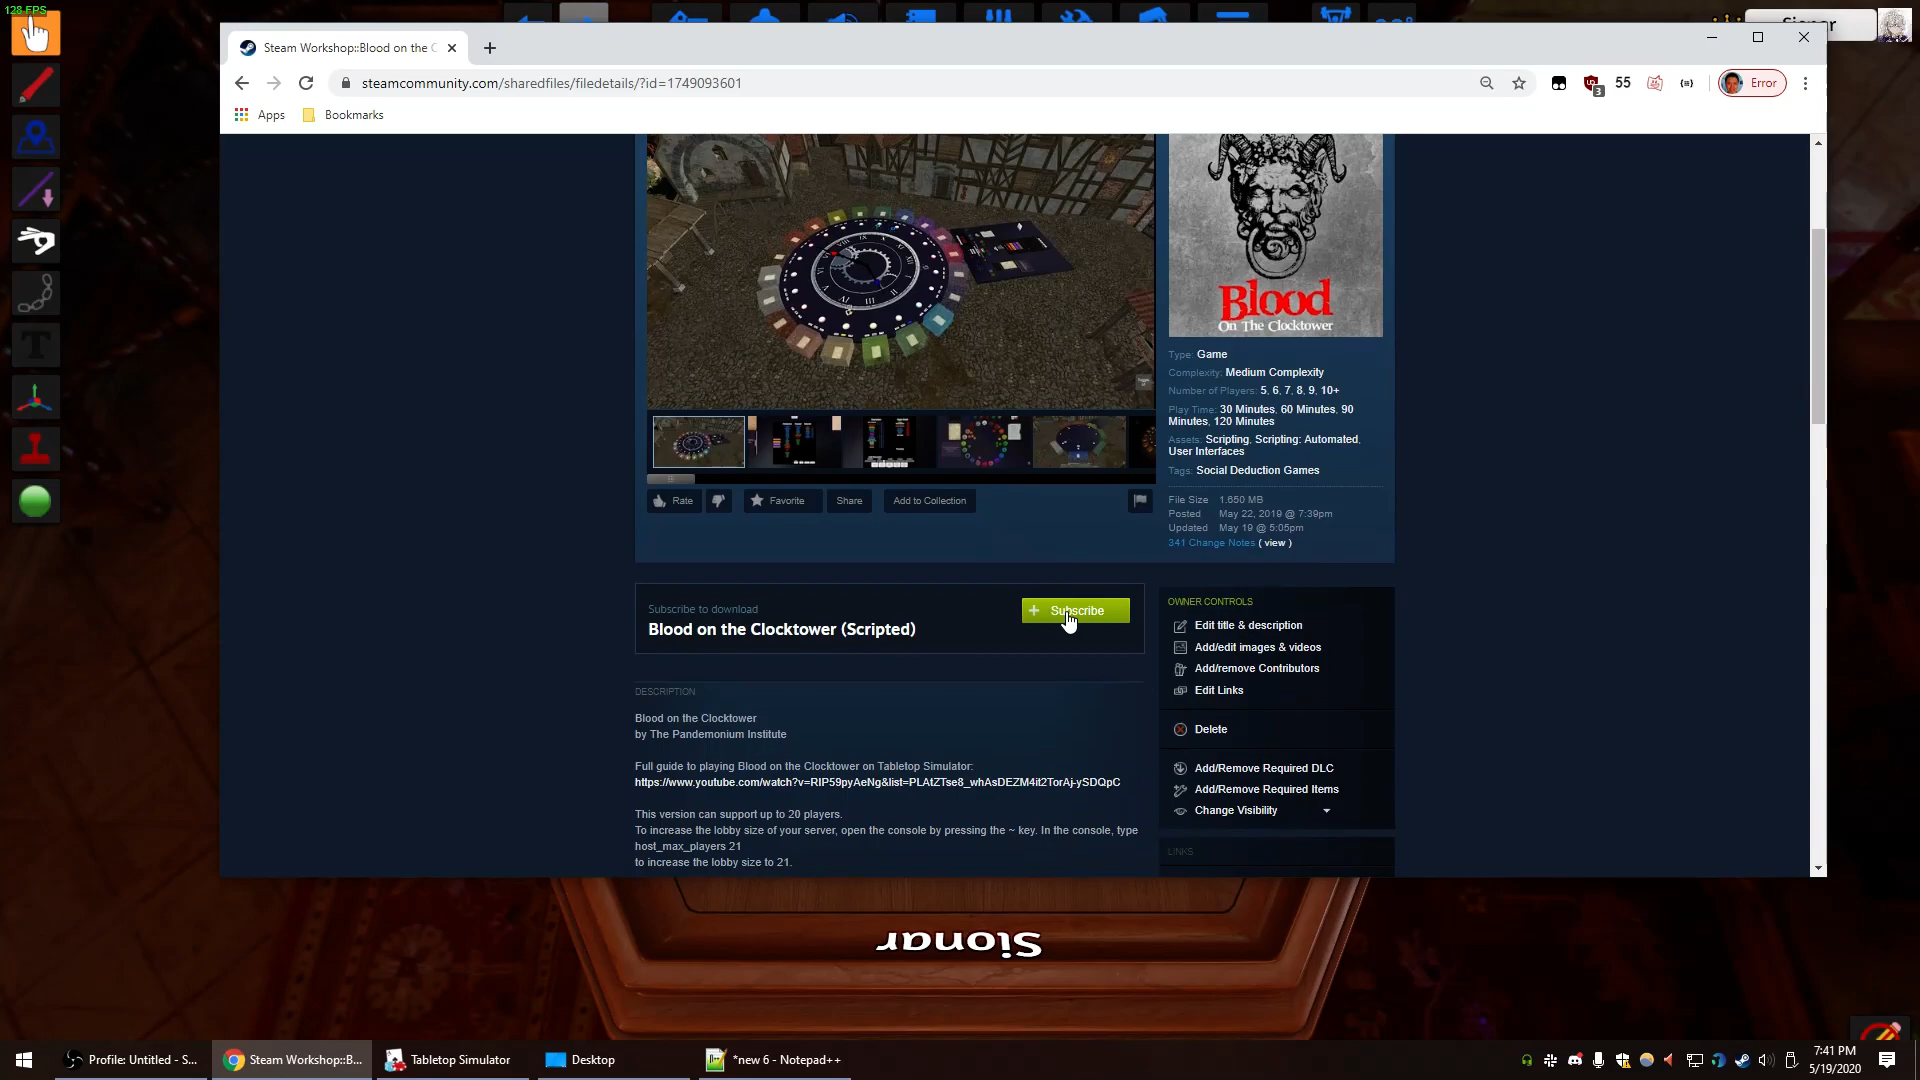 128 FPS
Sionar
Steam Workshop::Blood on the C
steamcommunity.com/sharedfiles/filedetails/?id=1749093601
3
55
Error
Apps
Bookmarks
Blood
On The Clocktower
Type: Game
Complexity: Medium Complexity
Number of Players: 5, 6, 7, 8, 9, 10+
Play Time: 30 Minutes, 60 Minutes, 90
Minutes, 120 Minutes
Assets: Scripting, Scripting: Automated,
User Interfaces
Tags: Social Deduction Games
File Size 1.650 MB
Posted May 22, 2019 @ 7:39pm
Updated May 19 @ 5:05pm
341 Change Notes ( view )
Rate
Favorite
Share
Add to Collection
Subscribe to download
Blood on the Clocktower (Scripted)
+ Subscribe
OWNER CONTROLS
Edit title & description
Add/edit images & videos
Add/remove Contributors
Edit Links
Delete
Add/Remove Required DLC
Add/Remove Required Items
Change Visibility
LINKS
DESCRIPTION
Blood on the Clocktower
by The Pandemonium Institute
Full guide to playing Blood on the Clocktower on Tabletop Simulator:
https://www.youtube.com/watch?v=RIP59pyAeNg&list=PLAtZTse8_whAsDEZM4it2TorAj-ySDQpC
This version can support up to 20 players.
To increase the lobby size of your server, open the console by pressing the ~ key. In the console, type
host_max_players 21
to increase the lobby size to 21.
Sionar
Profile: Untitled - S...
Steam Workshop::B...
Tabletop Simulator
Desktop
*new 6 - Notepad++
7:41 PM
5/19/2020